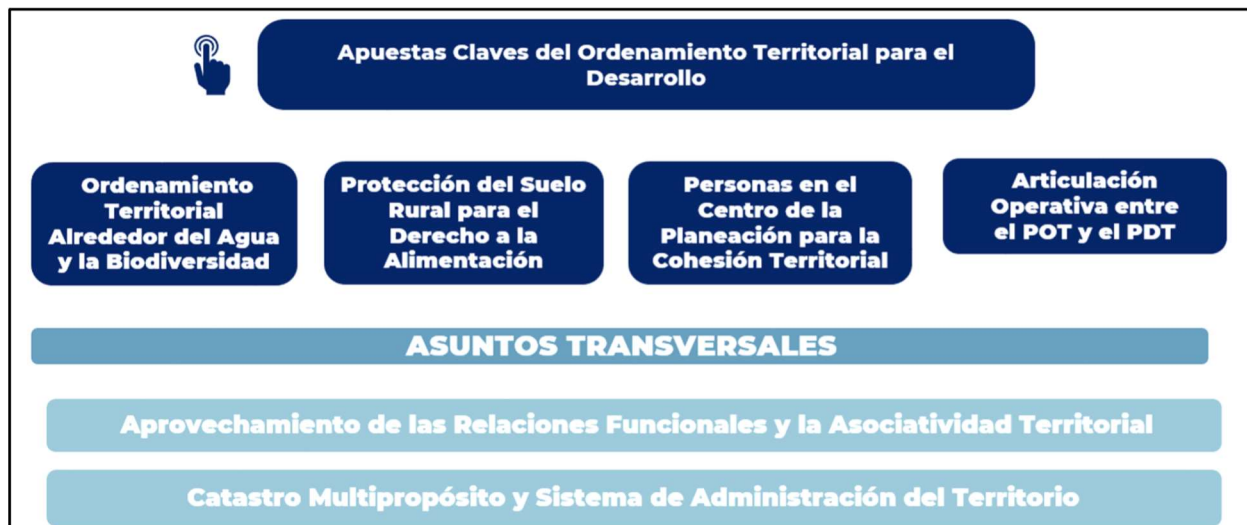 Apuestas Claves del Ordenamiento Territorial para el
Desarrollo
Ordenamiento
Territorial
Alrededor del Agua
y la Biodiversidad
Protección del Suelo
Rural para el
Derecho a la
Alimentación
Personas en el
Centro de la
Planeación para la
Cohesión Territorial
Articulación
Operativa entre
el POT y el PDT
ASUNTOS TRANSVERSALES
Aprovechamiento de las Relaciones Funcionales y la Asociatividad Territorial
Catastro Multipropósito y Sistema de Administración del Territorio